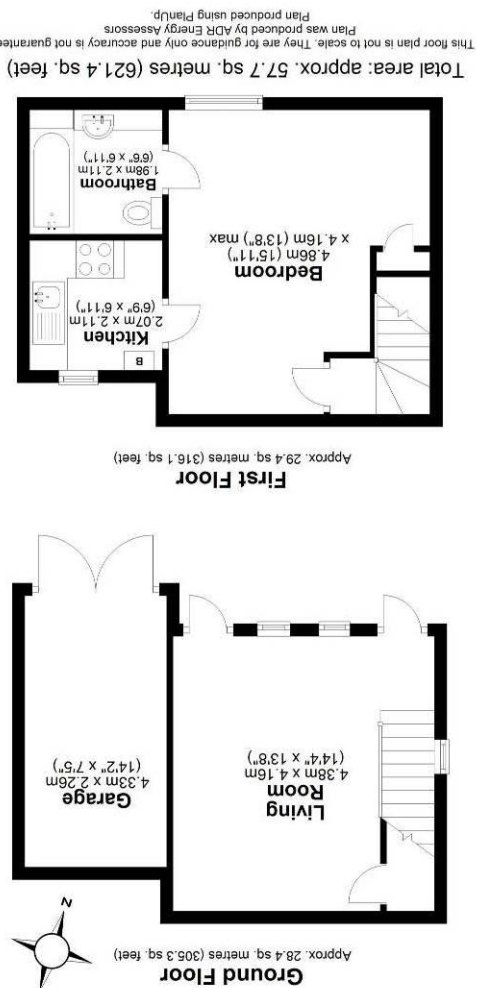 Ground Floor
Approx. 28.4 sq. metres (305.3 sq. feet)
N
Living
Room
4.38m x 4.16m
(14'4" x 13'8")
Garage
4.33m x 2.26m
(14'2" x 7'5")
First Floor
Approx. 29.4 sq. metres (316.1 sq. feet)
B
Kitchen
2.07m x 2.11m
(6'9" x 6'11")
Bedroom
4.86m (15'11")
x 4.16m (13'8") max
Bathroom
1.98m x 2.11m
(6'6" x 6'11")
Total area: approx. 57.7 sq. metres (621.4 sq. feet)
This floor plan is not to scale. They are for guidance only and accuracy is not guarantee
Plan was produced by ADR Energy Assessors
Plan produced using PlanUp.